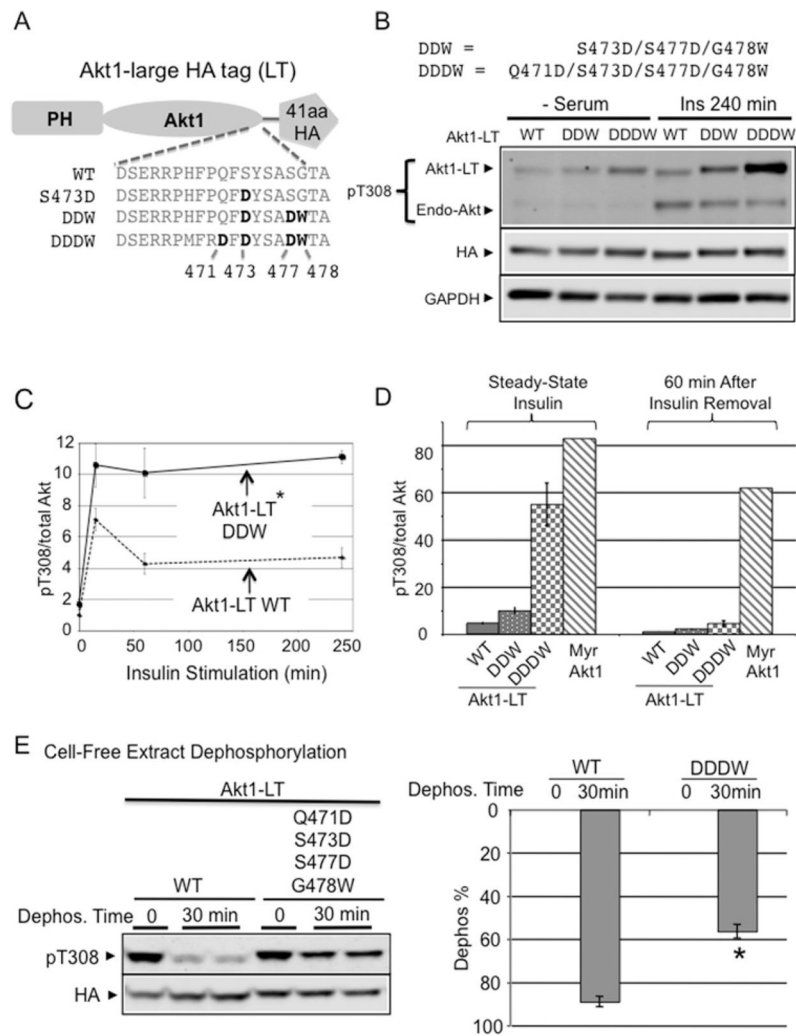 A
Akt1-large HA tag (LT)
PH
Akt1
41aa
HA
WT DSERRPHFPQFSYSASGTA
S473D DSERRPHFPQFDYSASGTA
DDW DSERRPHFPQFDYSADWTA
DDDW DSERRPMFRDFDYSADWTA
471 473 477 478
B
DDW = S473D/S477D/G478W
DDDW = Q471D/S473D/S477D/G478W
- Serum Ins 240 min
Akt1-LT WT DDW DDDW WT DDW DDDW
pT308
Akt1-LT
Endo-Akt
HA
GAPDH
C
pT308/total Akt
12
10
8
6
4
2
0
Akt1-LT*
DDW
Akt1-LT WT
0 50 100 150 200 250
Insulin Stimulation (min)
D
Steady-State
Insulin
60 min After
Insulin Removal
pT308/total Akt
80
60
40
20
0
WT DDW DDDW Myr Akt1 WT DDW DDDW Myr Akt1
Akt1-LT Akt1-LT
E Cell-Free Extract Dephosphorylation
Akt1-LT
Q471D
S473D
S477D
WT G478W
Dephos. Time 0 30 min 0 30 min
pT308
HA
WT DDDW
Dephos. Time 0 30min 0 30min
Dephos %
0
20
40
60
80
100
*